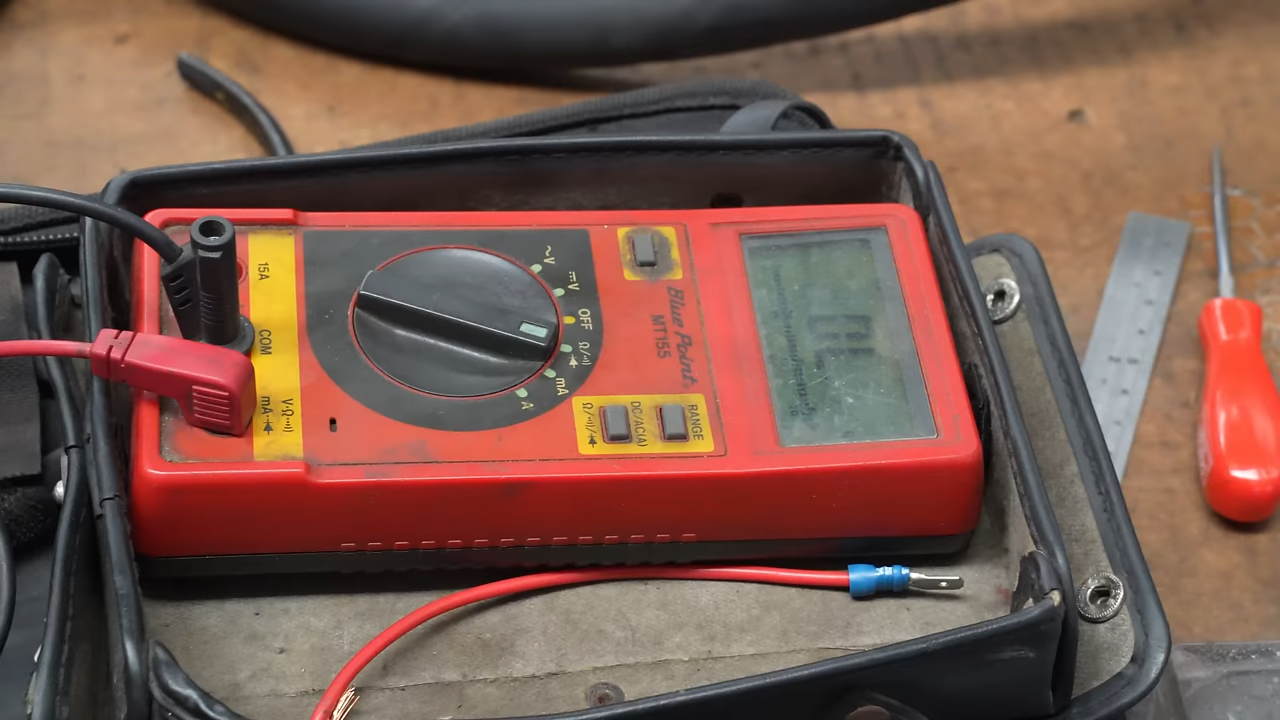 15A
COM
V·Ω·))
mA
~V
V
OFF
Ω/·))
mA
A
Blue Point.
MT155
RANGE
DC/AC(A)
Ω/·))/
OL